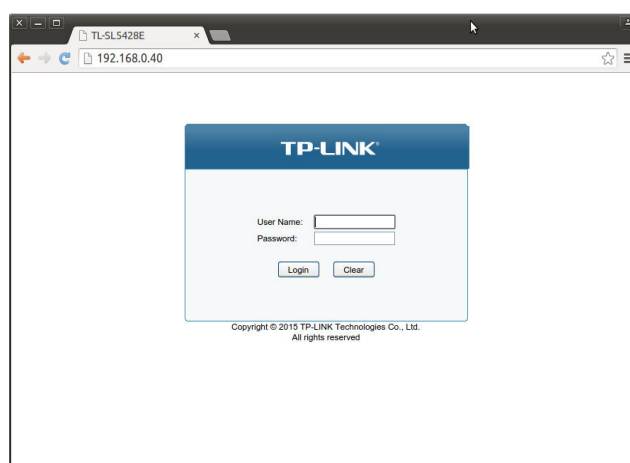 TL-SL5428E
192.168.0.40
TP-LINK®
User Name:
Password:
Login Clear
Copyright © 2015 TP-LINK Technologies Co., Ltd.
All rights reserved